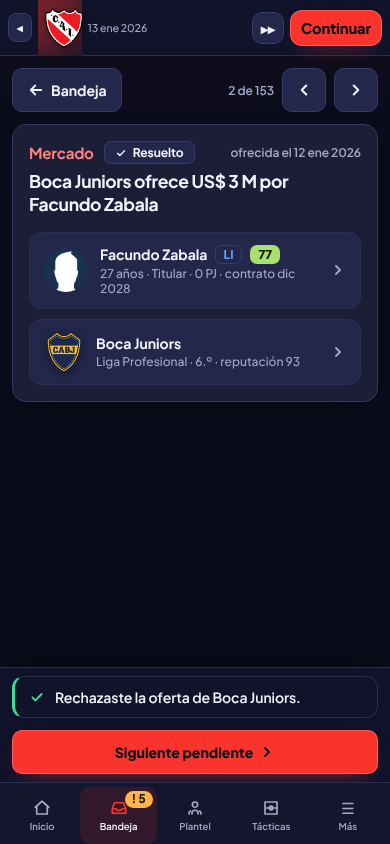 13 ene 2026
Continuar
Bandeja
2 de 153
Mercado
Resuelto
ofrecida el 12 ene 2026
Boca Juniors ofrece US$ 3 M por
Facundo Zabala
Facundo Zabala LI 77
27 años · Titular · 0 PJ · contrato dic
2028
CABJ
Boca Juniors
Liga Profesional · 6.º · reputación 93
Rechazaste la oferta de Boca Juniors.
Siguiente pendiente
! 5
Inicio
Bandeja
Plantel
Tácticas
Más